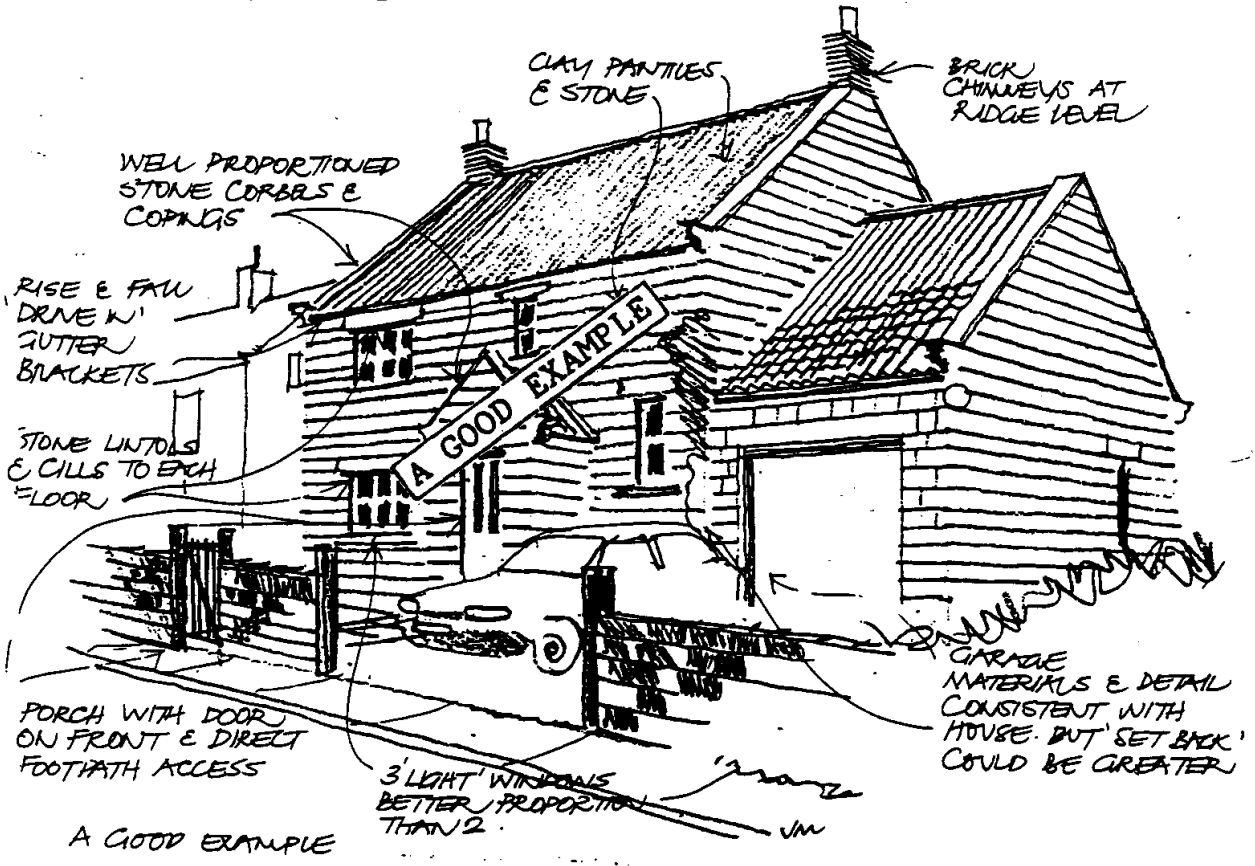 CLAY PANTILES
& STONE
BRICK
CHIMNEYS AT
RIDGE LEVEL
WELL PROPORTIONED
STONE CORBELS &
COPINGS
RISE & FALL
'DRIVE IN'
GUTTER
BRACKETS
STONE LINTOLS
& CILLS TO EACH
FLOOR
A GOOD EXAMPLE
PORCH WITH DOOR
ON FRONT & DIRECT
FOOTPATH ACCESS
3 'LIGHT' WINDOWS
BETTER PROPORTION
THAN 2.
GARAGE
MATERIALS & DETAIL
CONSISTENT WITH
HOUSE. BUT 'SET BACK'
COULD BE GREATER
JM
A GOOD EXAMPLE